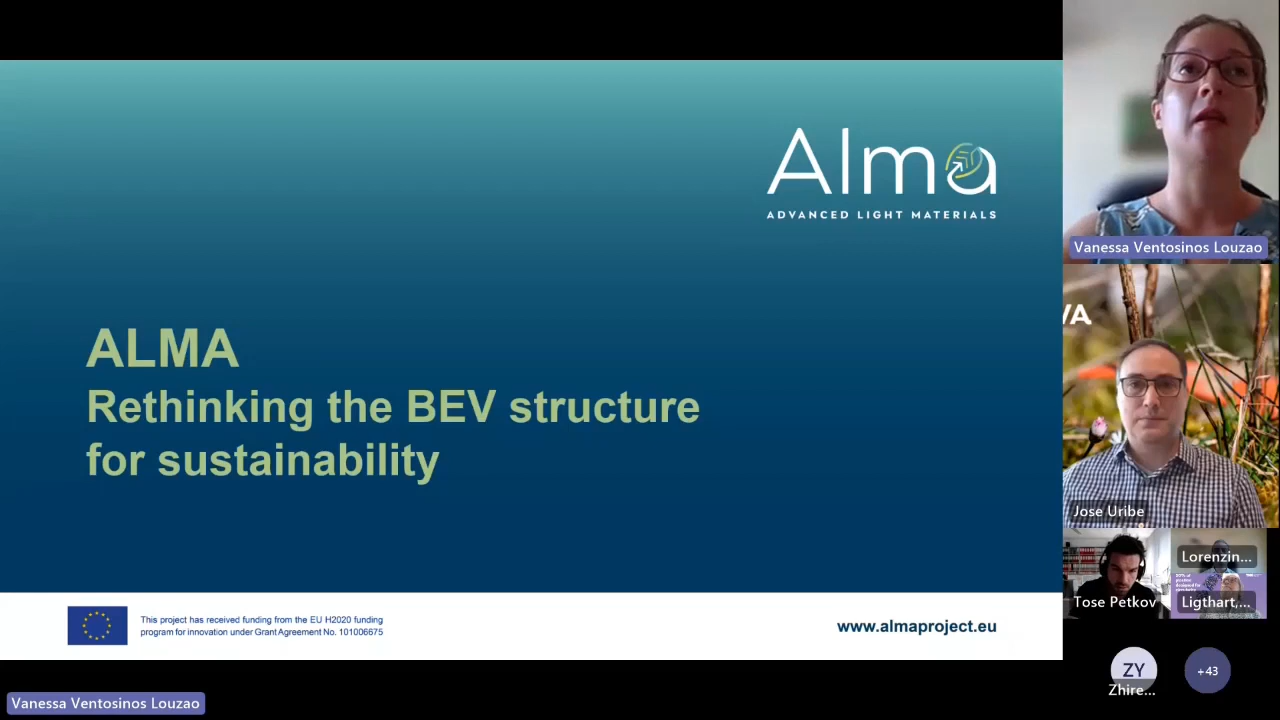 Alma
ADVANCED LIGHT MATERIALS
ALMA
Rethinking the BEV structure
for sustainability
This project has received funding from the EU H2020 funding
program for innovation under Grant Agreement No. 101006675
www.almaproject.eu
Vanessa Ventosinos Louzao
VA
Jose Uribe
Tose Petkov
Lorenzin...
Ligthart,...
ZY
Zhire...
+43
Vanessa Ventosinos Louzao